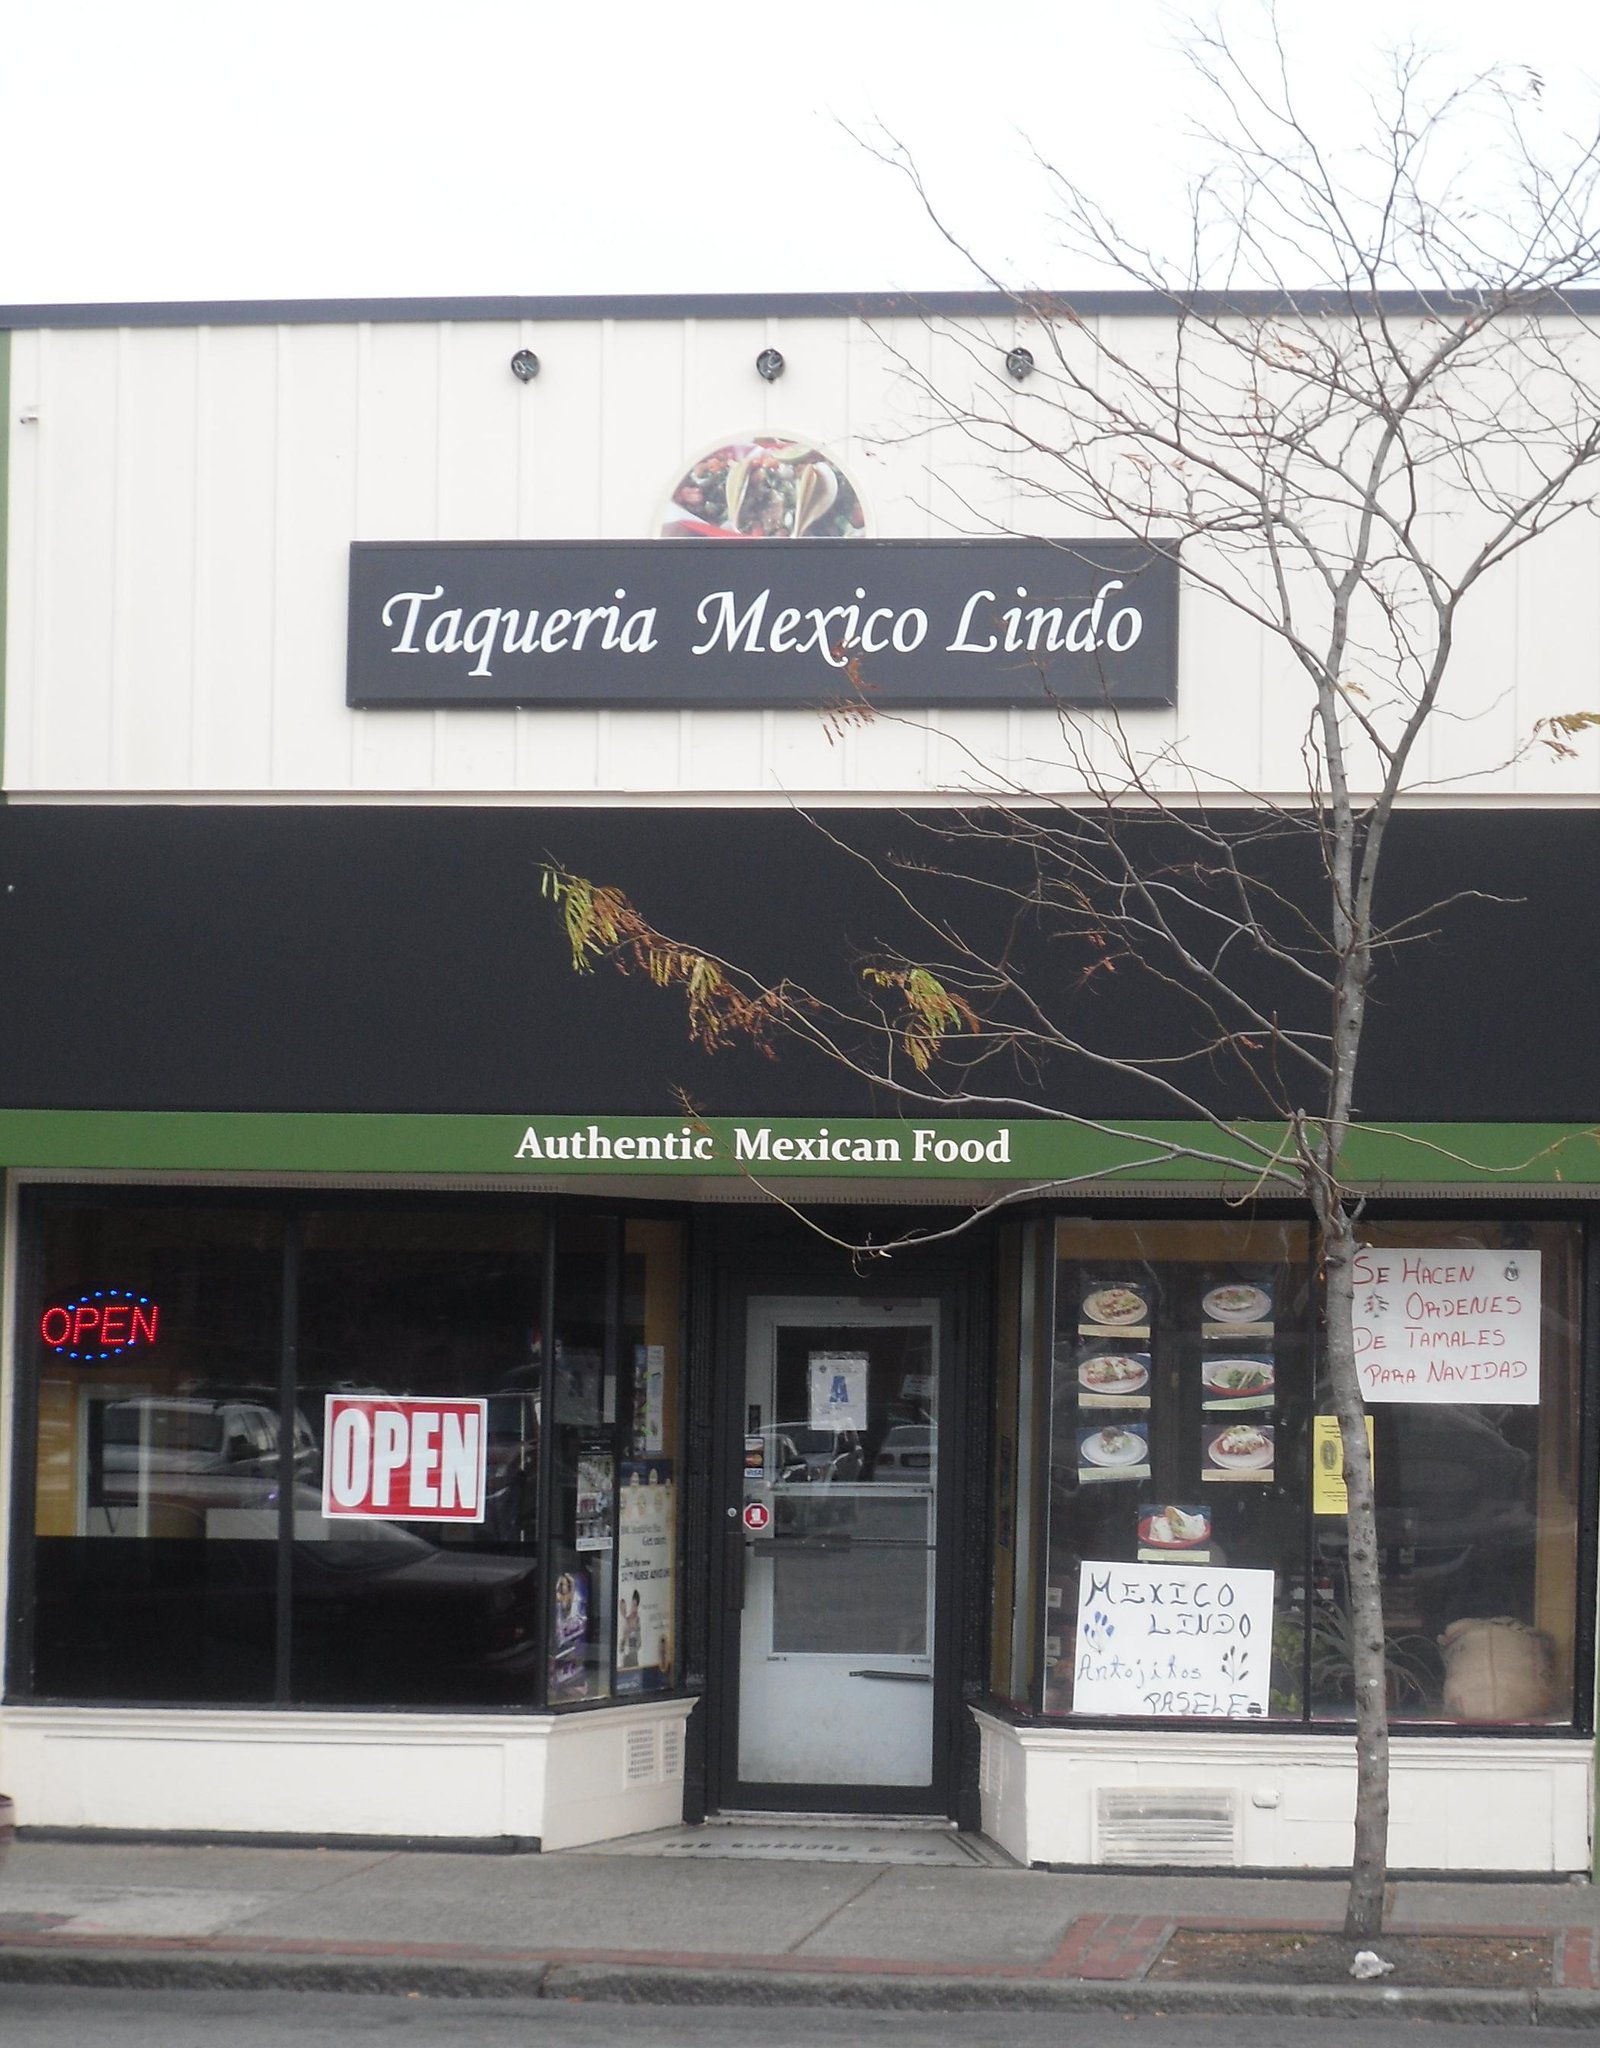 Taqueria Mexico Lindo
Authentic Mexican Food
OPEN
OPEN
A
VISA
SE HACEN
ORDENES
DE TAMALES
PARA NAVIDAD
MEXICO
LINDO
Antojitos
PASELE